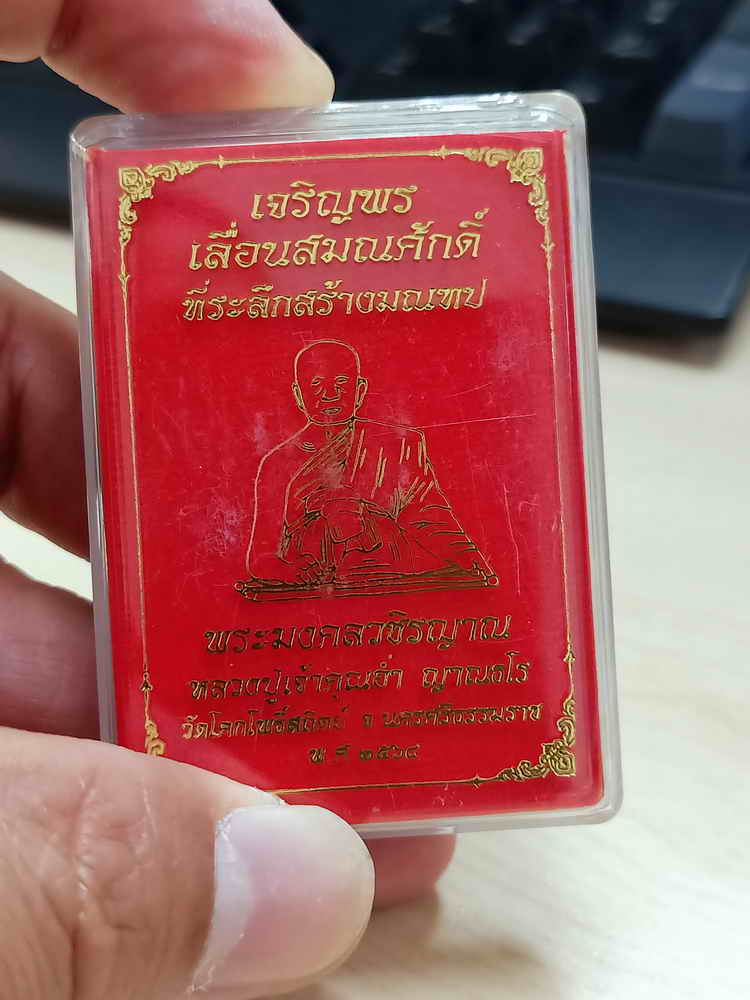 เจริญพร
เลื่อนสมณศักดิ์
ที่ระลึกสร้างมณฑป
พระมงคลวชิรญาณ
หลวงปู่เจ้าคุณจำ ญาณธโร
วัดโคกโพธิ์สถิตย์ จ นครศรีธรรมราช
พ ศ ๒๕๖๔